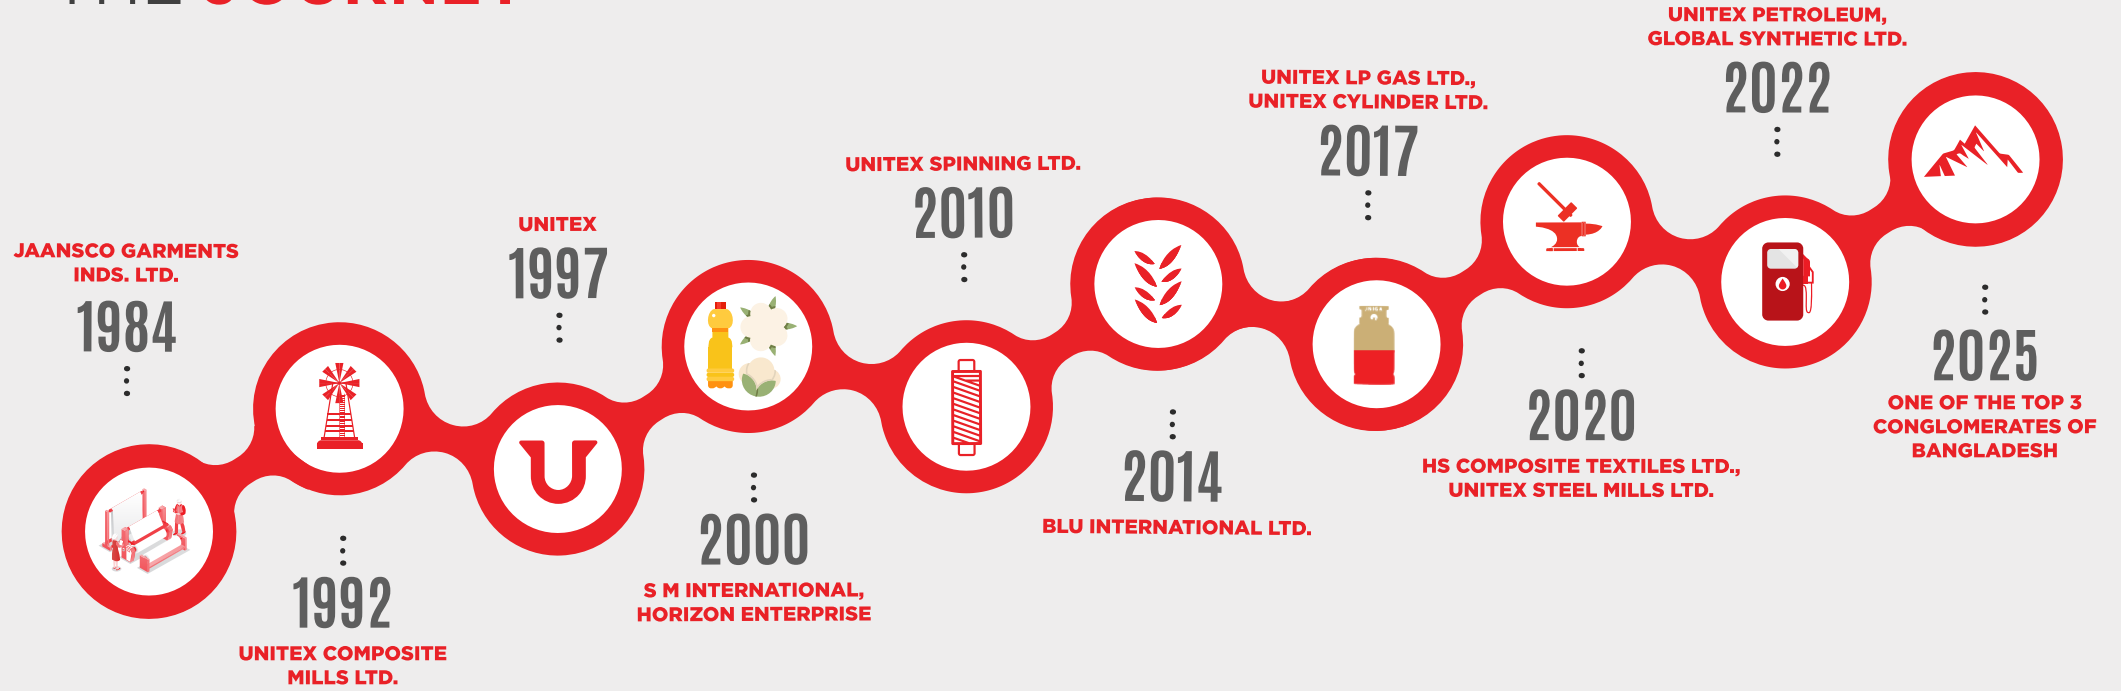 THE JOURNEY
JAANSCO GARMENTS
INDS. LTD.
1984
1992
UNITEX COMPOSITE
MILLS LTD.
UNITEX
1997
2000
S M INTERNATIONAL,
HORIZON ENTERPRISE
UNITEX SPINNING LTD.
2010
2014
BLU INTERNATIONAL LTD.
UNITEX LP GAS LTD.,
UNITEX CYLINDER LTD.
2017
2020
HS COMPOSITE TEXTILES LTD.,
UNITEX STEEL MILLS LTD.
UNITEX PETROLEUM,
GLOBAL SYNTHETIC LTD.
2022
2025
ONE OF THE TOP 3
CONGLOMERATES OF
BANGLADESH